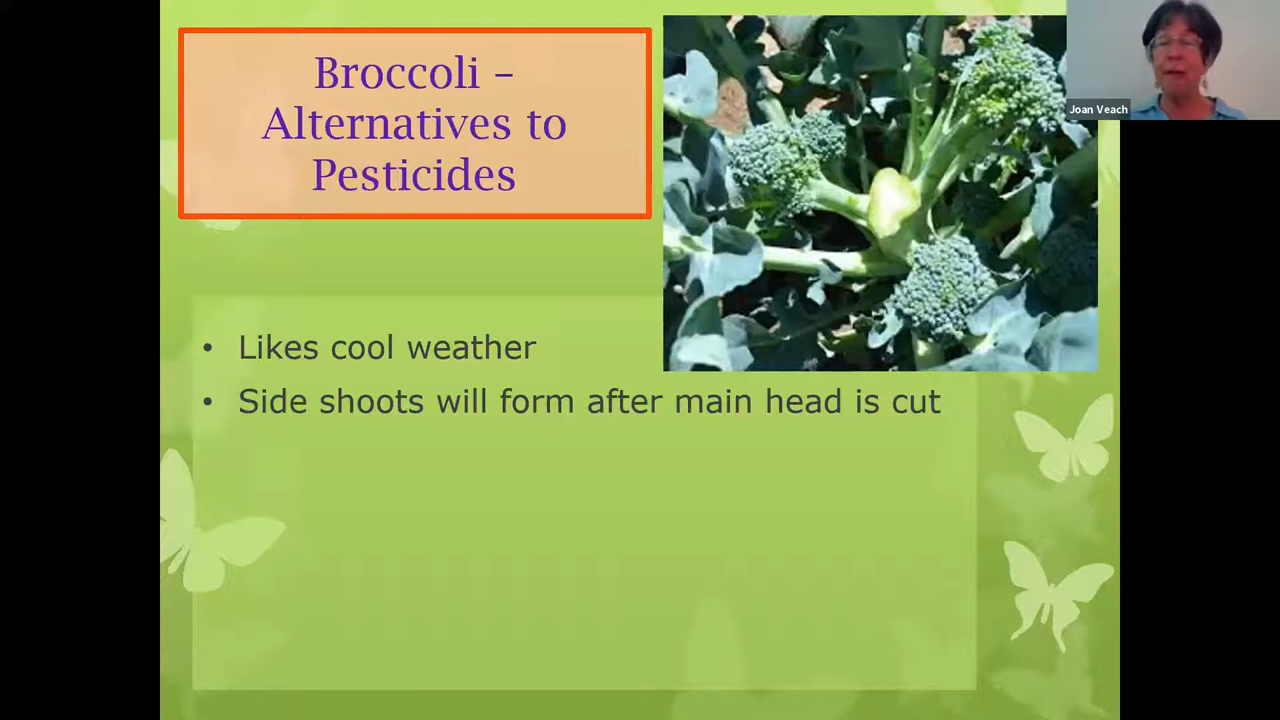 Broccoli –
Alternatives to
Pesticides
Joan Veach
• Likes cool weather
• Side shoots will form after main head is cut